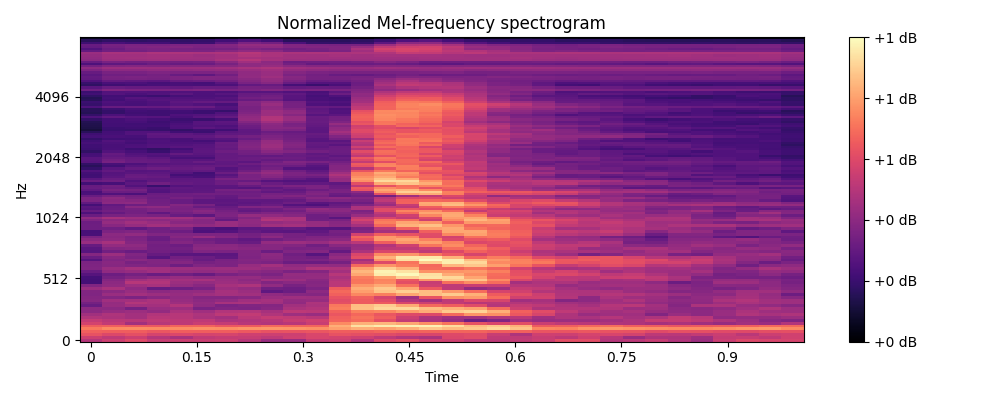 Normalized Mel-frequency spectrogram
Hz
4096
2048
1024
512
0
0 0.15 0.3 0.45 0.6 0.75 0.9
Time
+1 dB
+1 dB
+1 dB
+0 dB
+0 dB
+0 dB